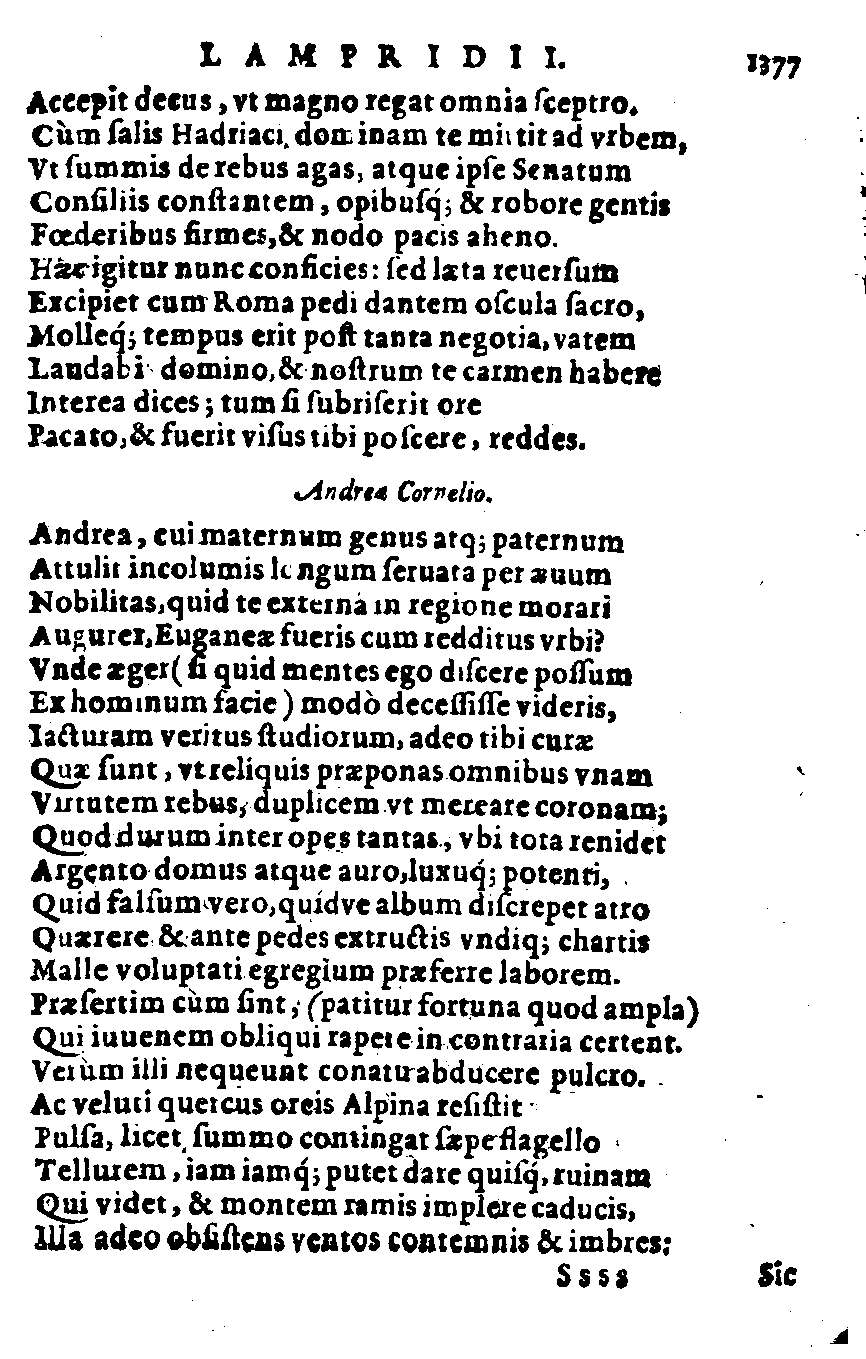 LAMPRIDII. 1377
Accepit decus, vt magno regat omnia ſceptro.
Cùm ſalis Hadriaci dominam te mittit ad vrbem,
Vt ſummis de rebus agas, atque ipſe Senatum
Conſiliis conſtantem, opibuſq́; & robore gentis
Fœderibus firmes, & nodo pacis aheno.
Hæc igitur nunc conficies: ſed læta reuerſum
Excipiet cum Roma pedi dantem oſcula ſacro,
Molleq́; tempus erit poſt tanta negotia, vatem
Laudabi domino, & noſtrum te carmen habere
Interea dices; tum ſi ſubriſerit ore
Pacato, & fuerit viſus tibi poſcere, reddes.
Andreæ Cornelio.
Andrea, cui maternum genus atq; paternum
Attulit incolumis longum ſeruata per æuum
Nobilitas, quid te externa in regione morari
Augurer, Euganeæ fueris cum redditus vrbi?
Vnde æger (ſi quid mentes ego diſcere poſſum
Ex hominum facie) modò deceſſiſſe videris,
Iacturam veritus ſtudiorum, adeo tibi curæ
Quæ ſunt, vt reliquis præponas omnibus vnam
Virtutem rebus, duplicem vt mereare coronam;
Quod durum inter opes tantas, vbi tota renidet
Argento domus atque auro, luxuq́; potenti,
Quid falſum vero, quídve album diſcrepet atro
Quærere & ante pedes extructis vndiq; chartis
Malle voluptati egregium præferre laborem.
Præſertim cùm ſint, (patitur fortuna quod ampla)
Qui iuuenem obliqui rapere in contraria certent.
Verùm illi nequeunt conatu abducere pulcro.
Ac veluti quercus oreis Alpina reſiſtit
Pulſa, licet ſummo contingat ſæpe flagello
Tellurem, iam iamq́; putet dare quiſq́, ruinam
Qui videt, & montem ramis implere caducis,
Illa adeo obſiſtens ventos contemnis & imbres;
Ssss Sic